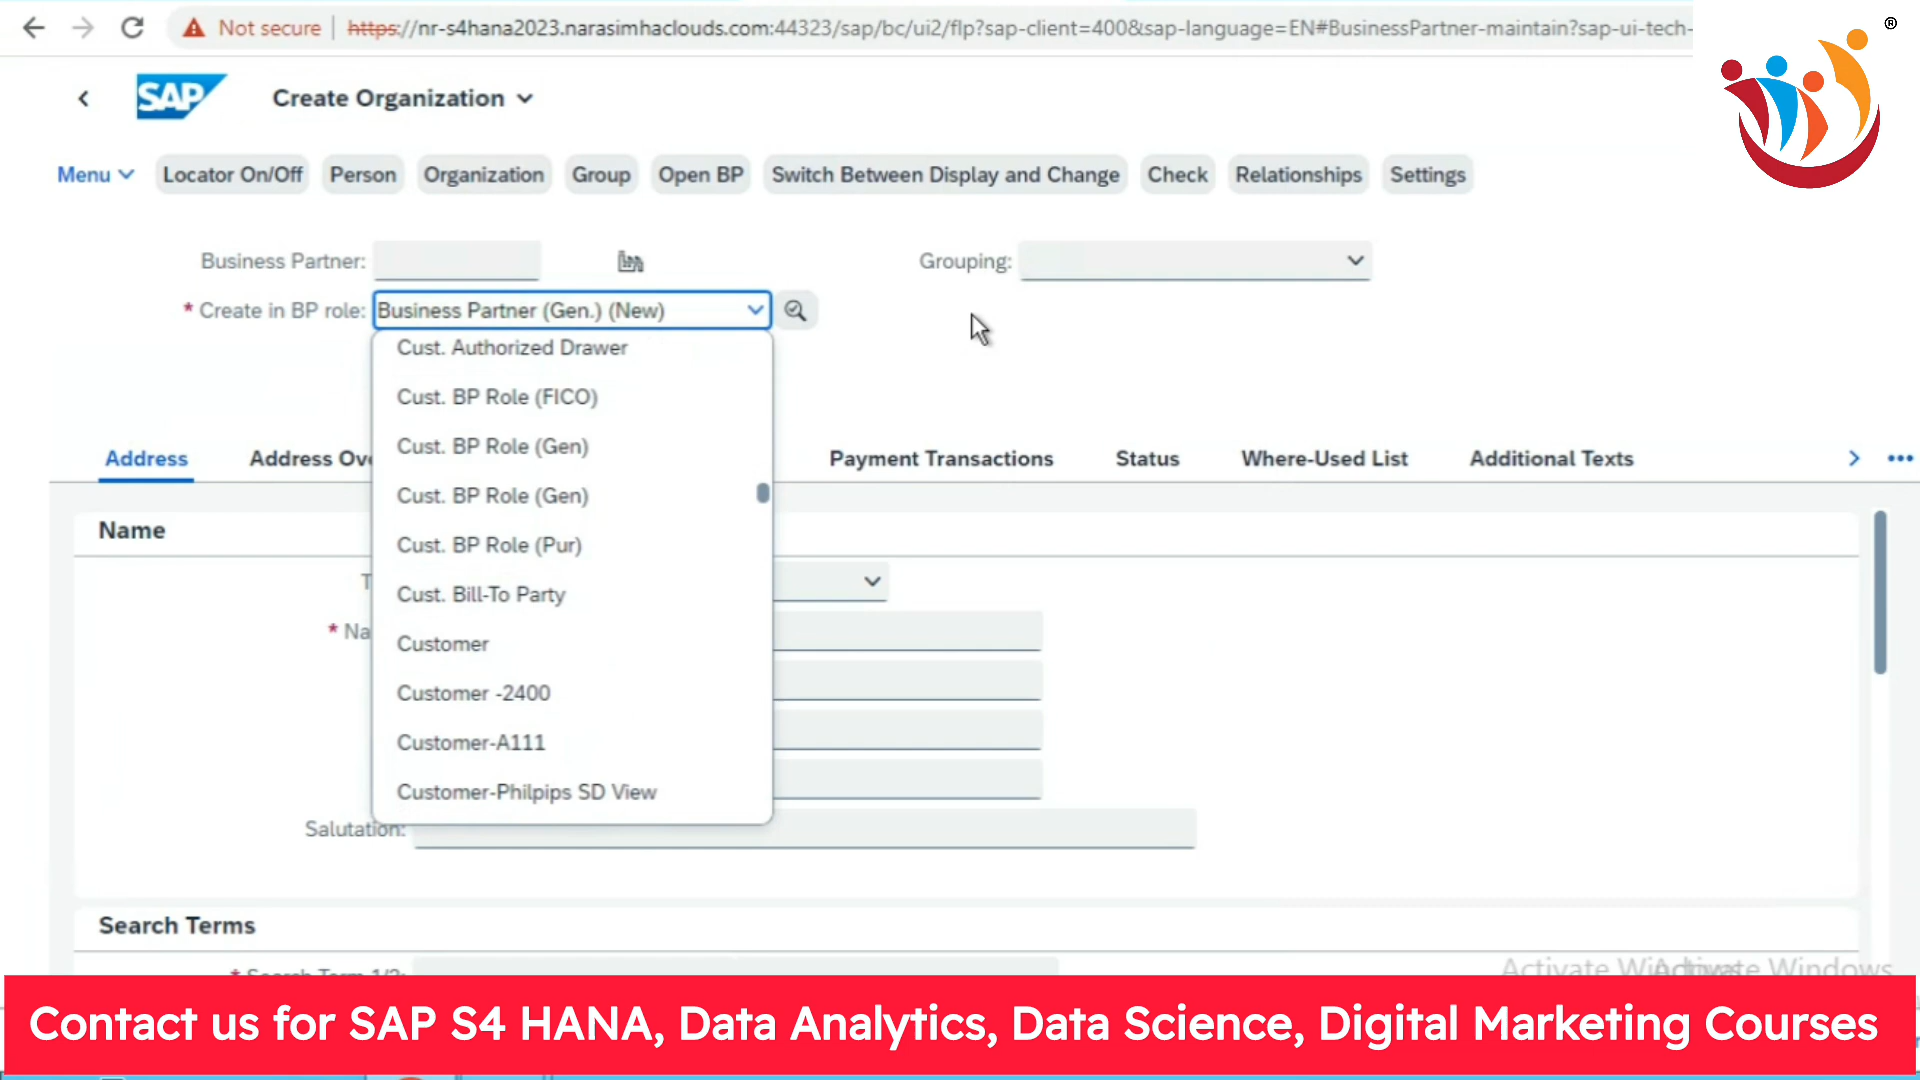 Not secure
https://nr-s4hana2023.narasimhaclouds.com:44323/sap/bc/ui2/flp?sap-client=400&sap-language=EN#BusinessPartner-maintain?sap-ui-tech-
®
SAP
Create Organization
Menu Locator On/Off Person Organization Group Open BP Switch Between Display and Change Check Relationships Settings
Business Partner:
Grouping:
* Create in BP role: Business Partner (Gen.) (New)
Cust. Authorized Drawer
Cust. BP Role (FICO)
Cust. BP Role (Gen)
Cust. BP Role (Gen)
Cust. BP Role (Pur)
Cust. Bill-To Party
Customer
Customer -2400
Customer-A111
Customer-Philpips SD View
Address Address Ov Payment Transactions Status Where-Used List Additional Texts
Name
* Na
Salutation:
Search Terms
* Search Term 1/2:
Activate Windows
Contact us for SAP S4 HANA, Data Analytics, Data Science, Digital Marketing Courses